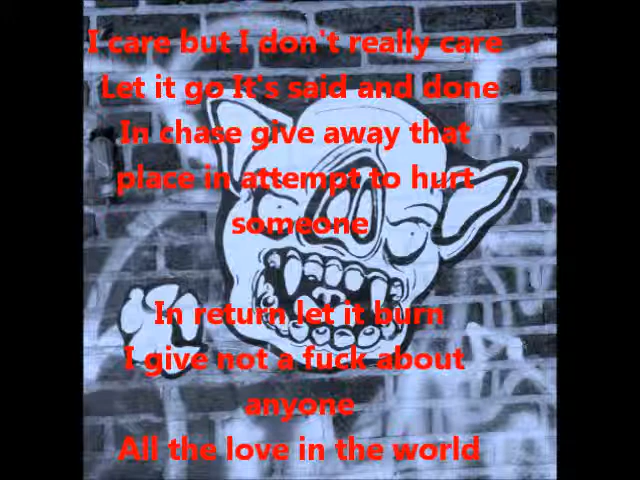 I care but I don't really care
Let it go It's said and done
In chase give away that
place in attempt to hurt
someone
In return let it burn
I give not a fuck about
anyone
All the love in the world